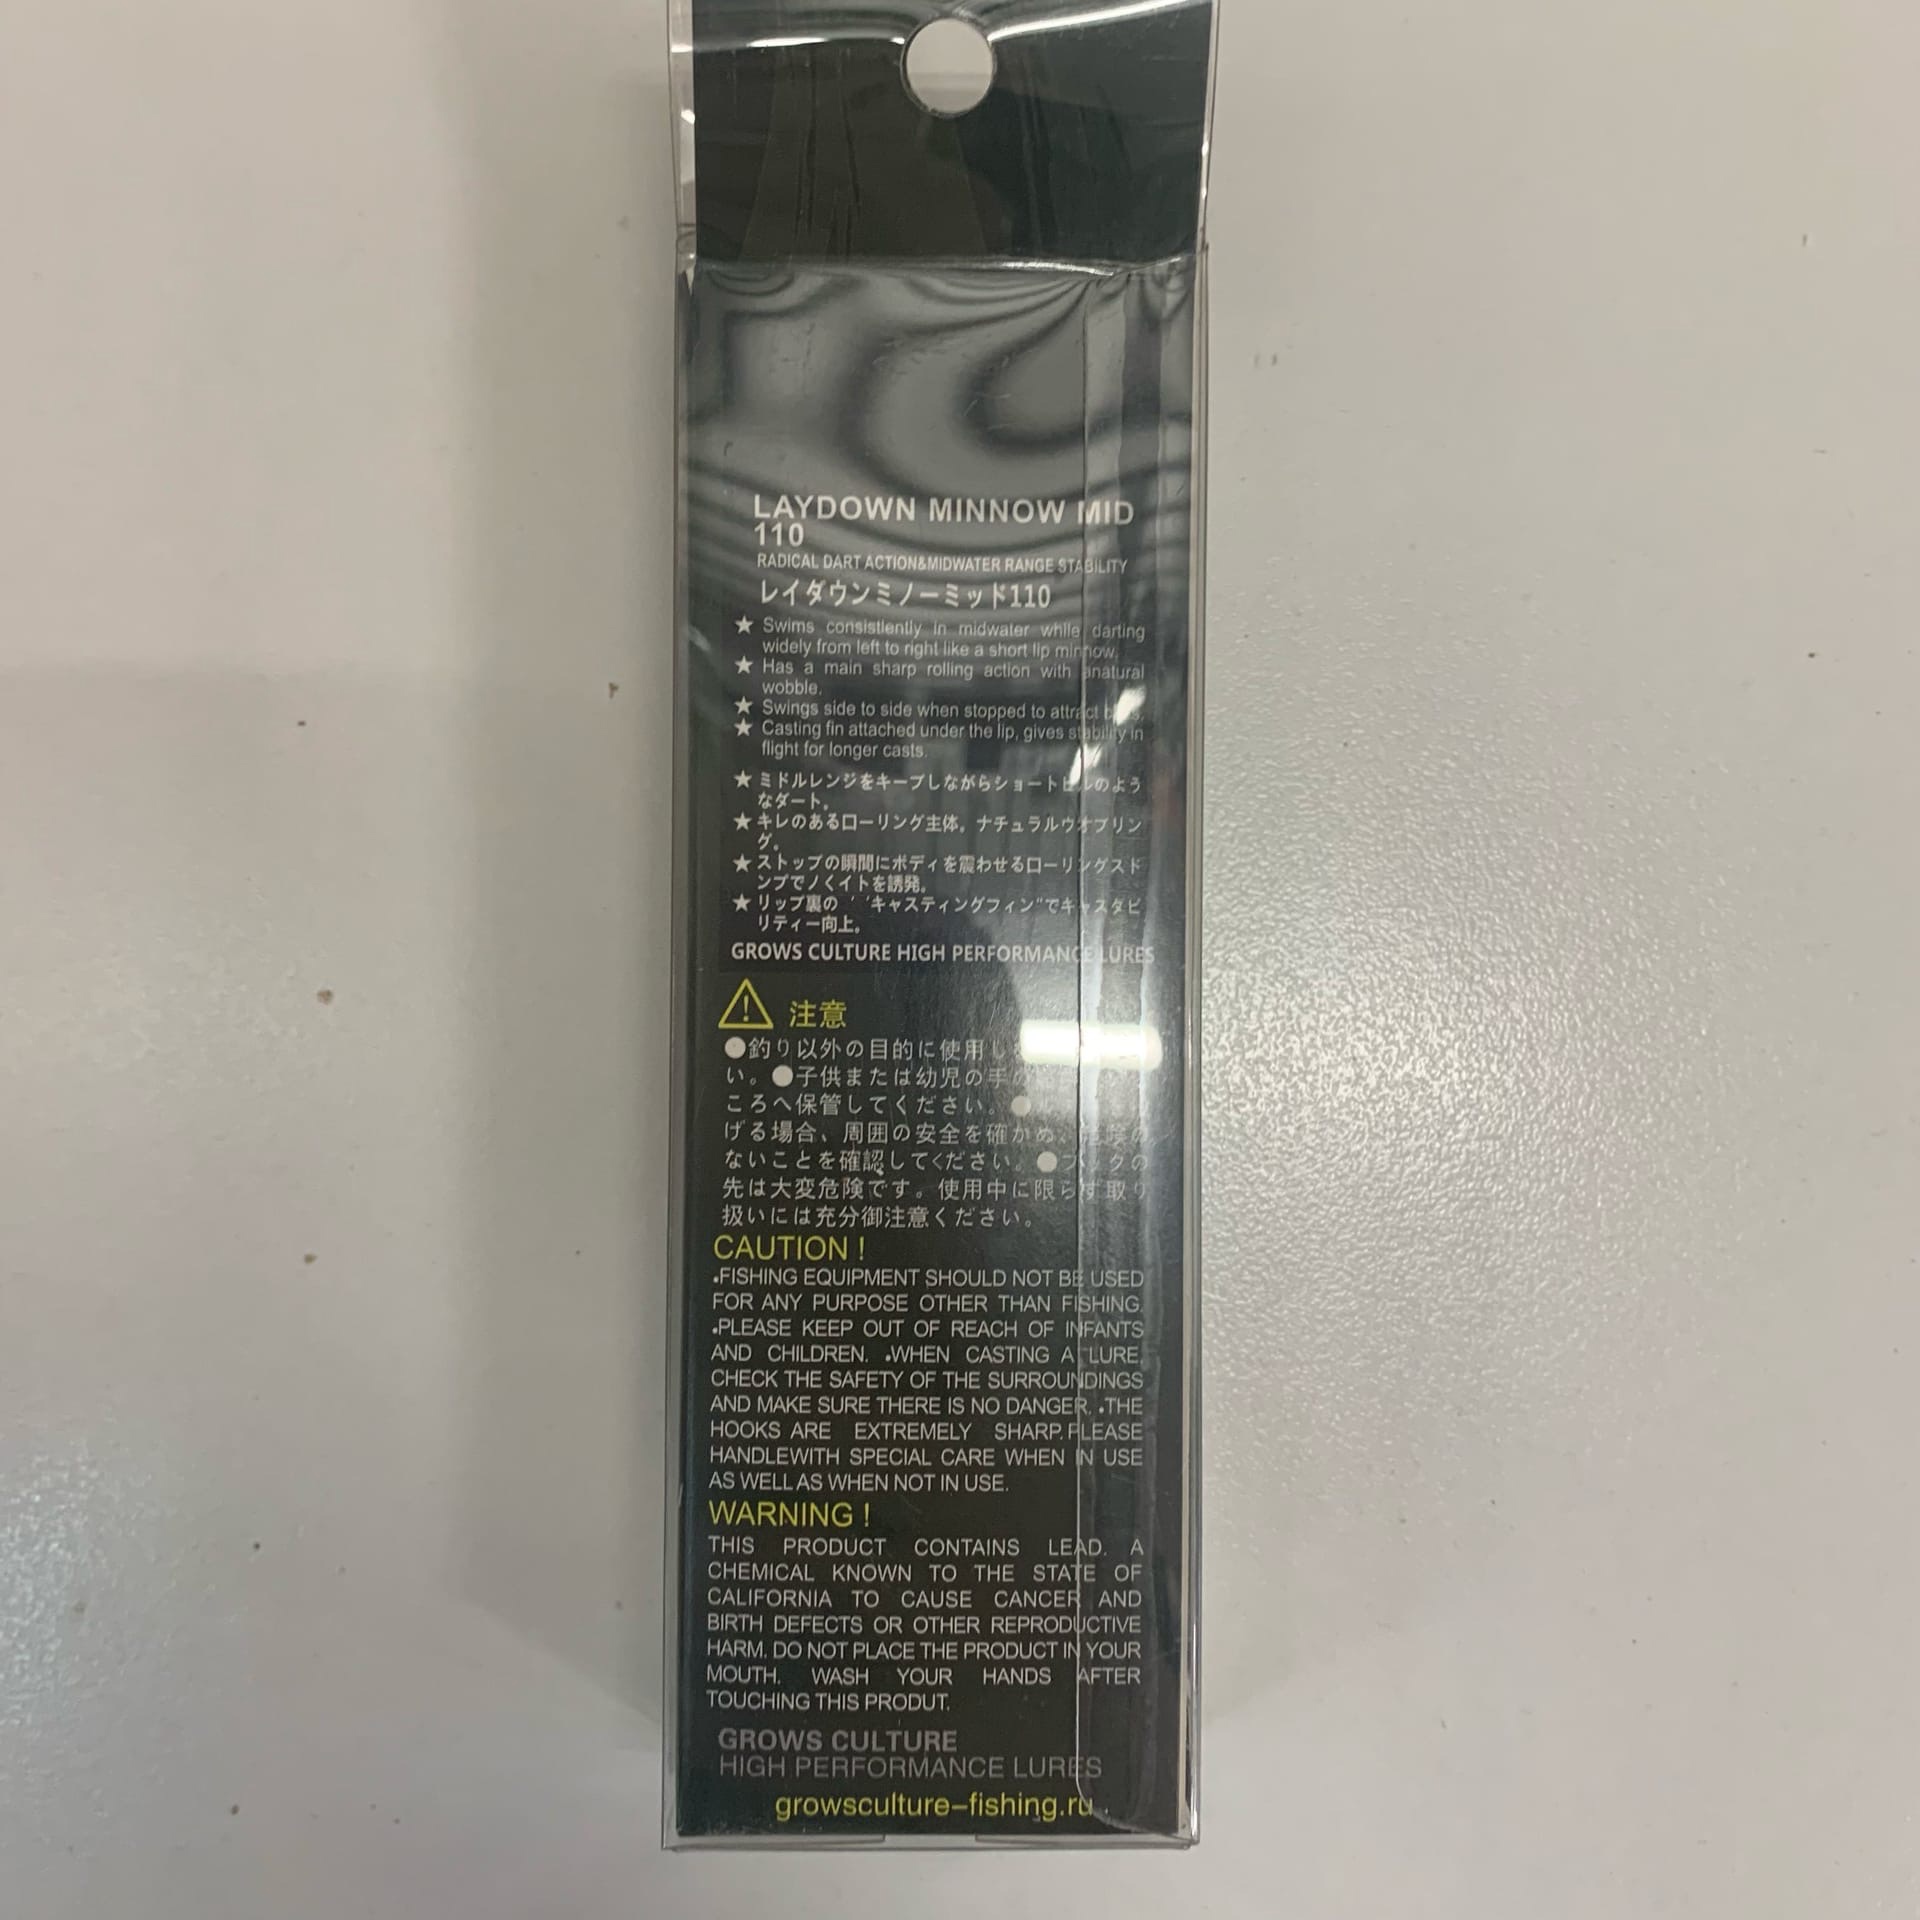 LAYDOWN MINNOW MID
110
RADICAL DART ACTION&MIDWATER RANGE STABILITY
レイダウンミノーミッド110
★ Swims consistlently in midwater while darting
widely from left to right like a short lip minnow.
★ Has a main sharp rolling action with anatural
wobble.
★ Swings side to side when stopped to attract
★ Casting fin attached under the lip, gives stability in
flight for longer casts.
★ ミドルレンジをキープしながらショートビルのよう
なダート。
★ キレのあるローリング主体。ナチュラルウオブリン
グ。
★ ストップの瞬間にボディを震わせるローリングスド
ンプでノくイトを誘発。
★ リップ裏の゛キャスティングフィン"でキャスタビ
リティー向上。
GROWS CULTURE HIGH PERFORMANCE LURES
注意
●釣り以外の目的に使用し
い。●子供または幼児の手の
ころへ保管してください。●
げる場合、周囲の安全を確かめ、危険の
ないことを確認してください。●フックの
先は大変危険です。使用中に限らず取り
扱いには充分御注意ください。
CAUTION !
•FISHING EQUIPMENT SHOULD NOT BE USED
FOR ANY PURPOSE OTHER THAN FISHING.
•PLEASE KEEP OUT OF REACH OF INFANTS
AND CHILDREN. •WHEN CASTING A LURE,
CHECK THE SAFETY OF THE SURROUNDINGS
AND MAKE SURE THERE IS NO DANGER. •THE
HOOKS ARE EXTREMELY SHARP.PLEASE
HANDLEWITH SPECIAL CARE WHEN IN USE
AS WELL AS WHEN NOT IN USE.
WARNING !
THIS PRODUCT CONTAINS LEAD. A
CHEMICAL KNOWN TO THE STATE OF
CALIFORNIA TO CAUSE CANCER AND
BIRTH DEFECTS OR OTHER REPRODUCTIVE
HARM. DO NOT PLACE THE PRODUCT IN YOUR
MOUTH. WASH YOUR HANDS AFTER
TOUCHING THIS PRODUT.
GROWS CULTURE
HIGH PERFORMANCE LURES
growsculture-fishing.ru